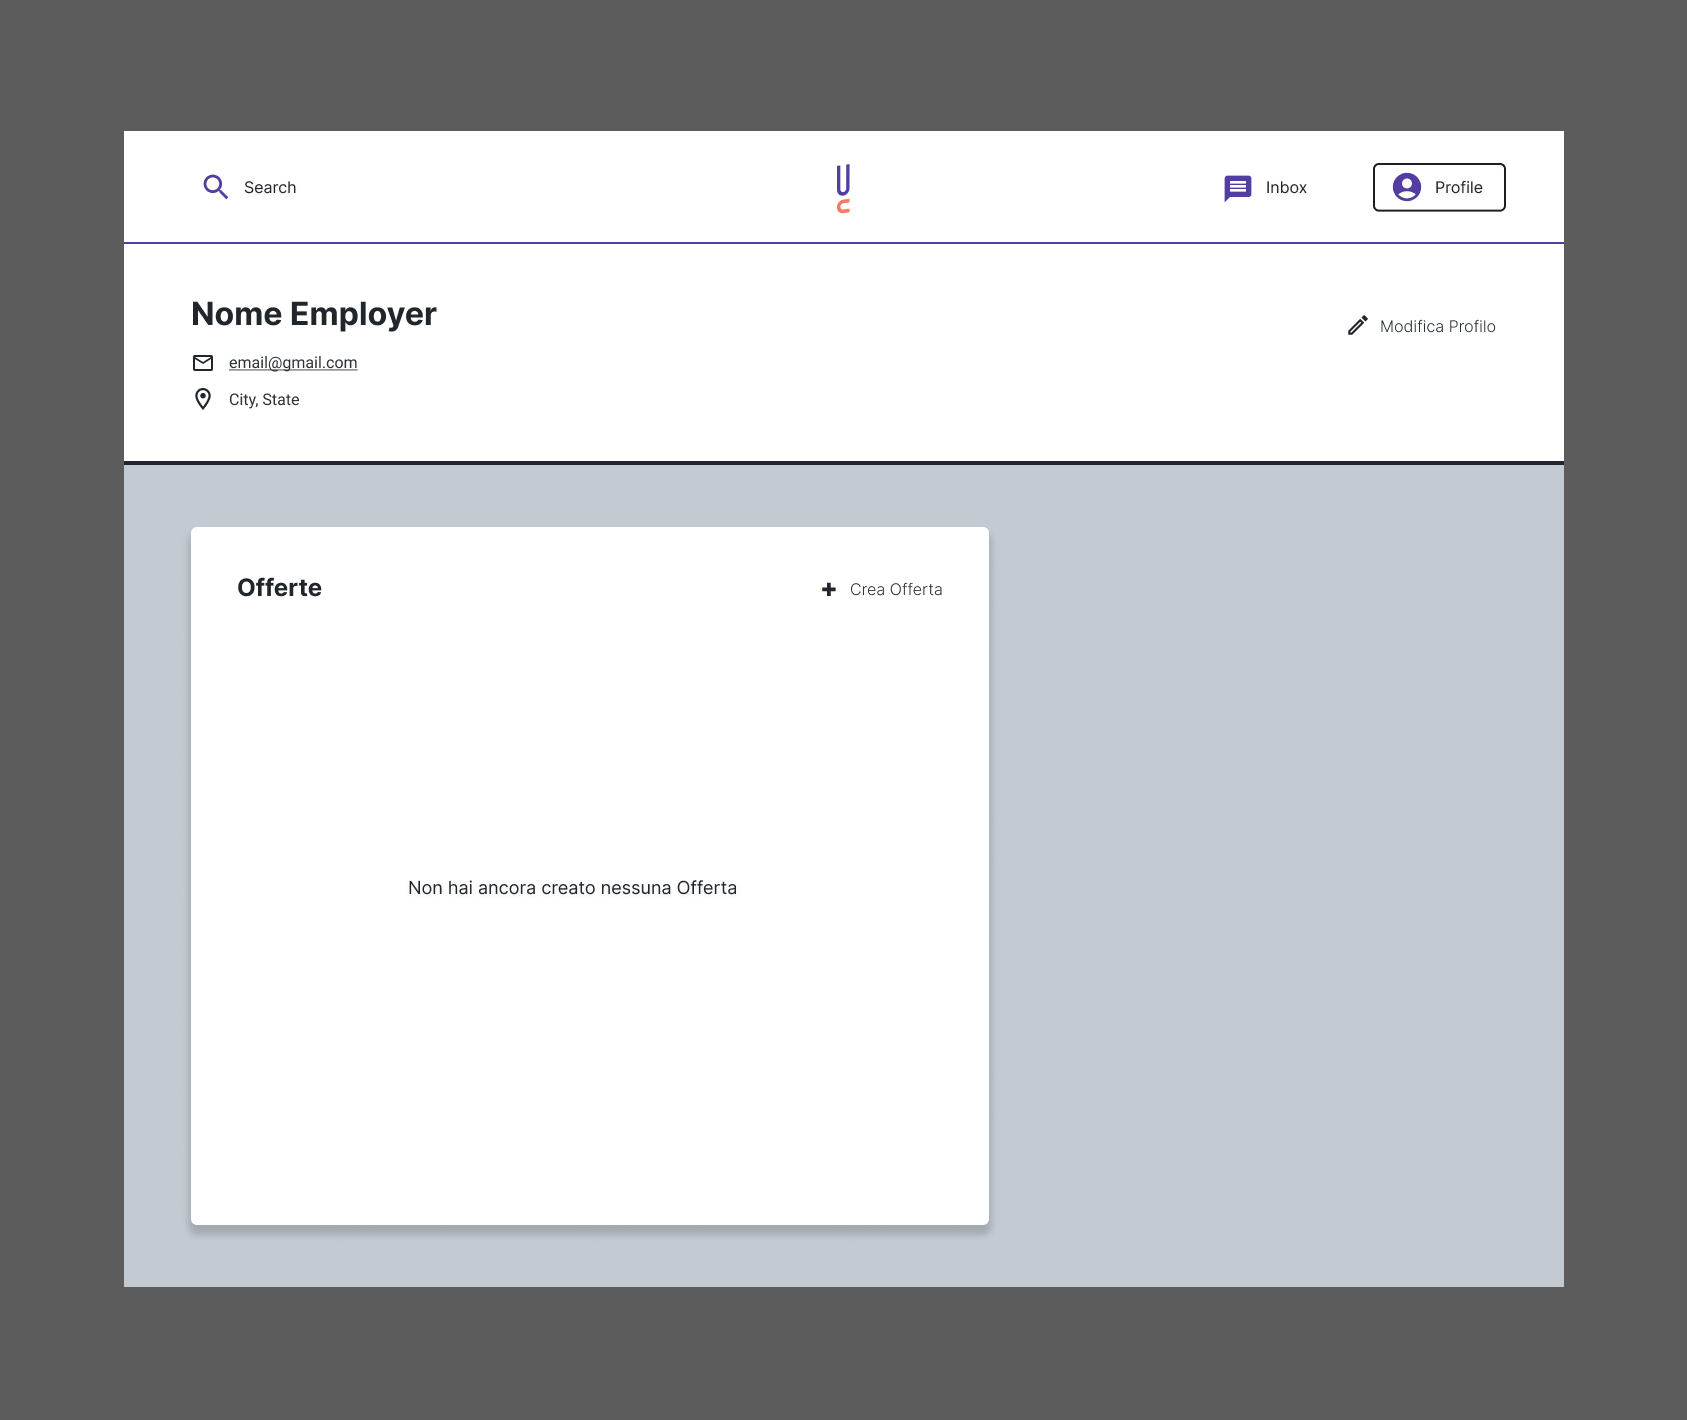 Search
UC
Inbox
Profile
Nome Employer
Modifica Profilo
email@gmail.com
City, State
Offerte
Crea Offerta
Non hai ancora creato nessuna Offerta